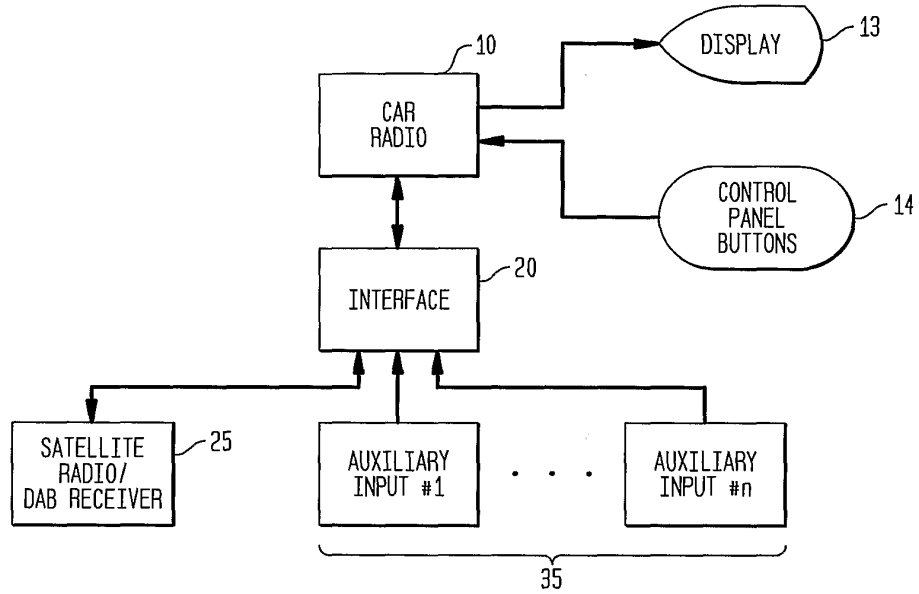 10
CAR
RADIO
DISPLAY
13
CONTROL
PANEL
BUTTONS
14
INTERFACE
20
SATELLITE
RADIO/
DAB RECEIVER
25
AUXILIARY
INPUT #1
. . .
AUXILIARY
INPUT #n
35